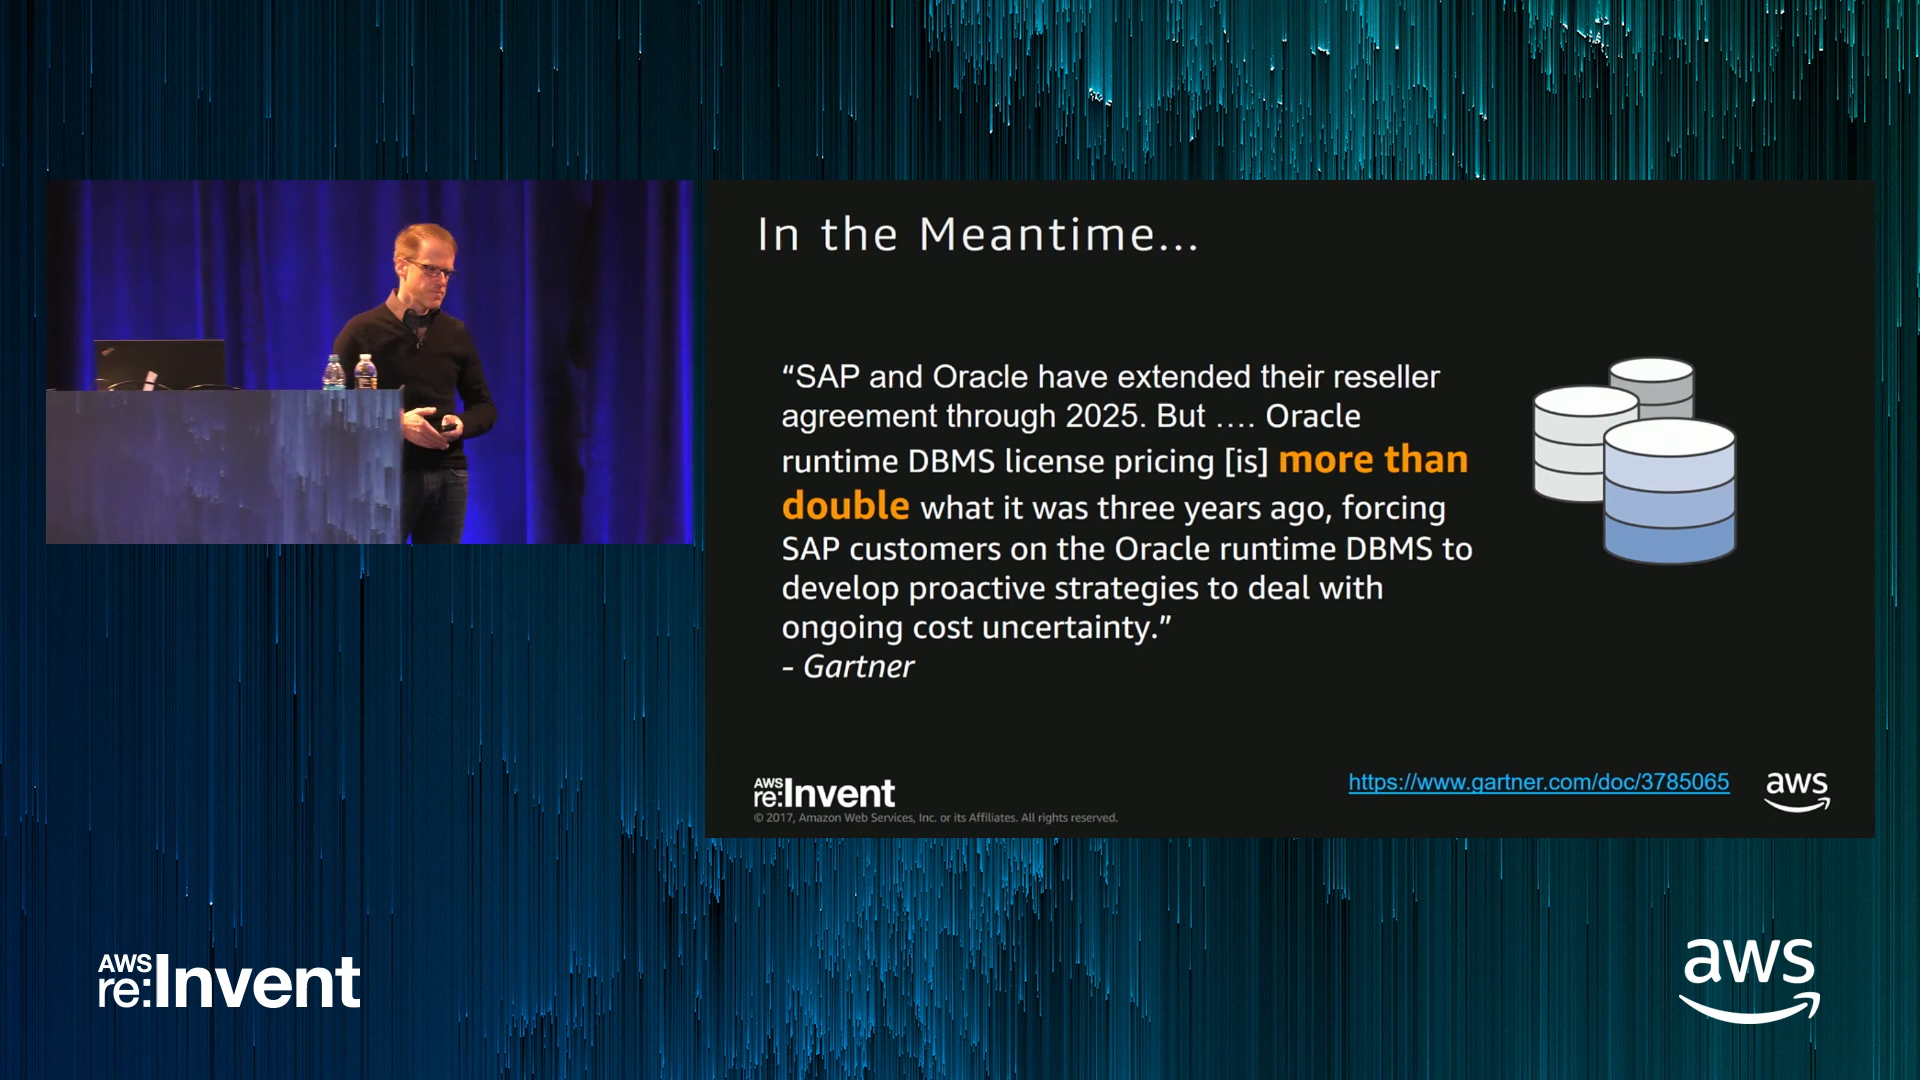 In the Meantime...
“SAP and Oracle have extended their reseller
agreement through 2025. But …. Oracle
runtime DBMS license pricing [is] more than
double what it was three years ago, forcing
SAP customers on the Oracle runtime DBMS to
develop proactive strategies to deal with
ongoing cost uncertainty.”
- Gartner
AWS
re:Invent
© 2017, Amazon Web Services, Inc. or its Affiliates. All rights reserved.
https://www.gartner.com/doc/3785065
aws
AWS
re:Invent
aws